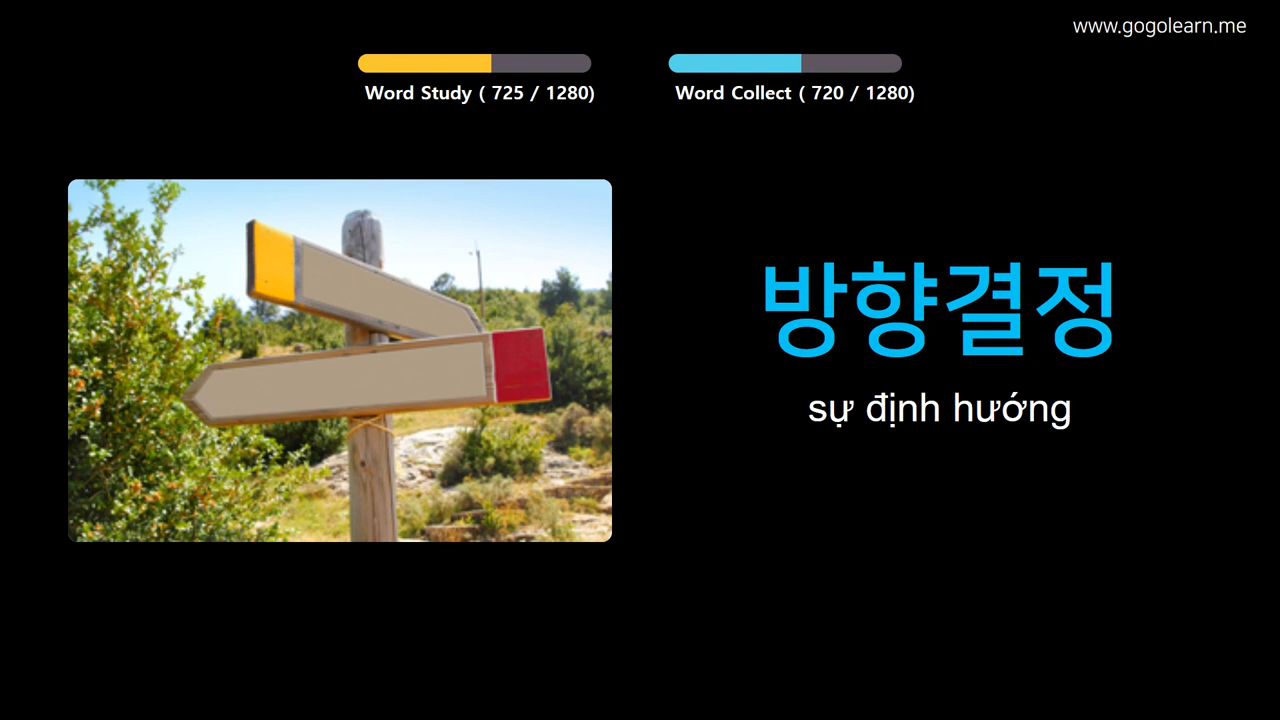 www.gogolearn.me
Word Study ( 725 / 1280)
Word Collect ( 720 / 1280)
방향결정
sự định hướng